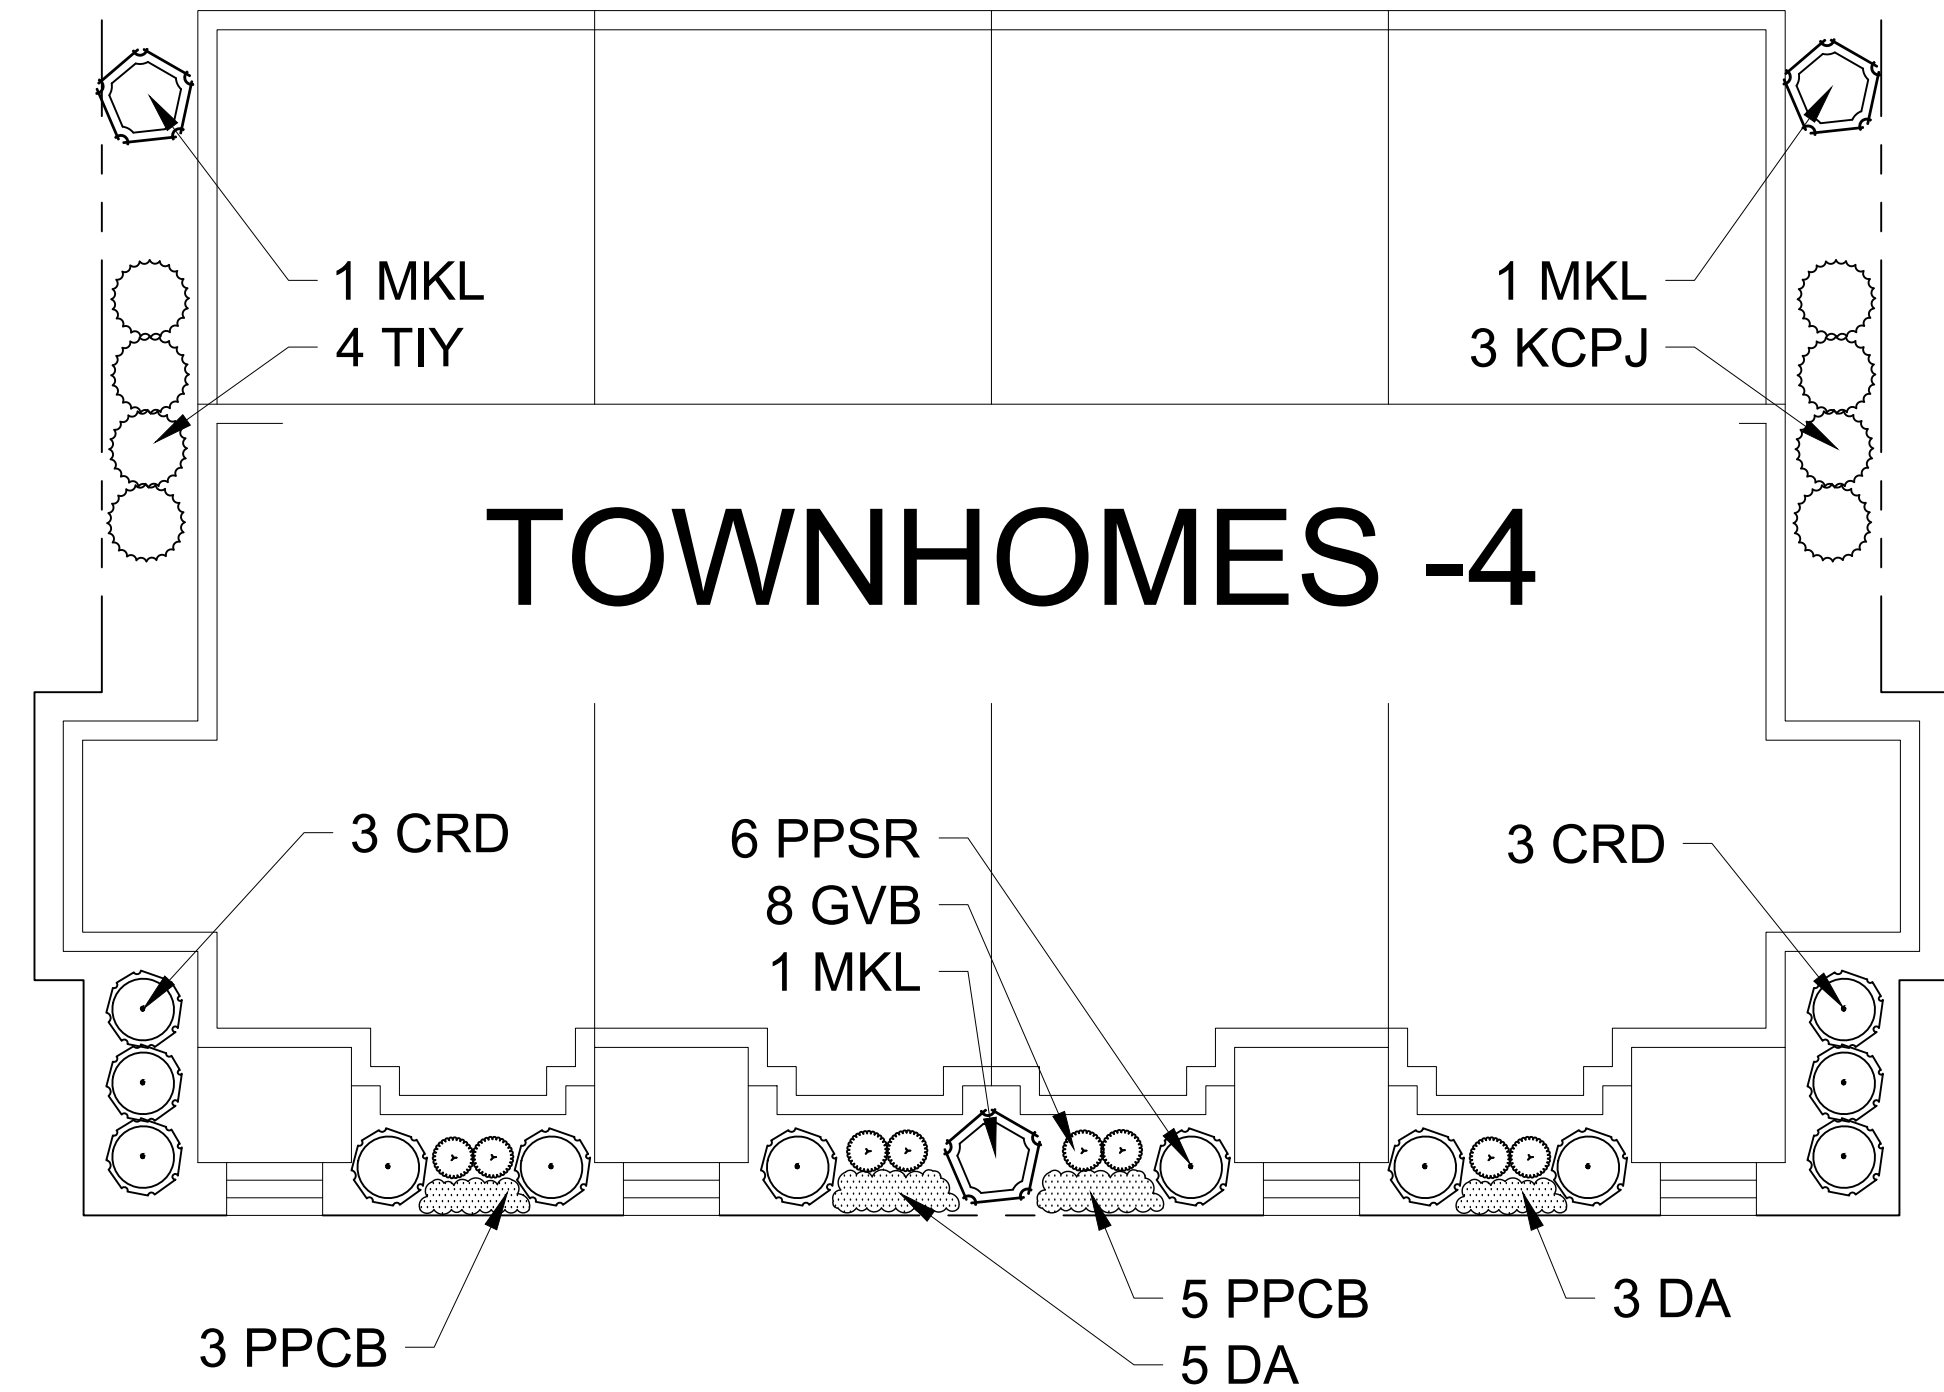 1 MKL
4 TIY
1 MKL
3 KCPJ
TOWNHOMES -4
3 CRD
6 PPSR
8 GVB
1 MKL
3 CRD
3 PPCB
5 PPCB
5 DA
3 DA